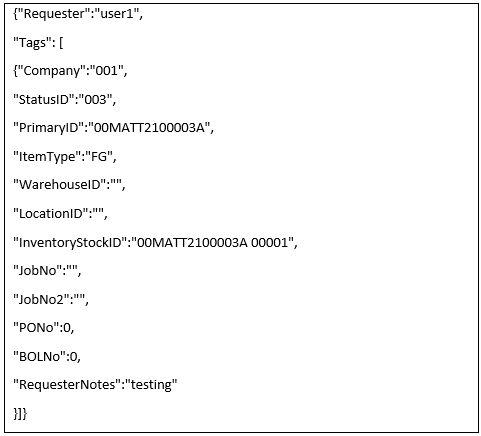 {"Requester":"user1",
"Tags": [
{"Company":"001",
"StatusID":"003",
"PrimaryID":"00MATT2100003A",
"ItemType":"FG",
"WarehouseID":"",
"LocationID":"",
"InventoryStockID":"00MATT2100003A 00001",
"JobNo":"",
"JobNo2":"",
"PONo":0,
"BOLNo":0,
"RequesterNotes":"testing"
}]}